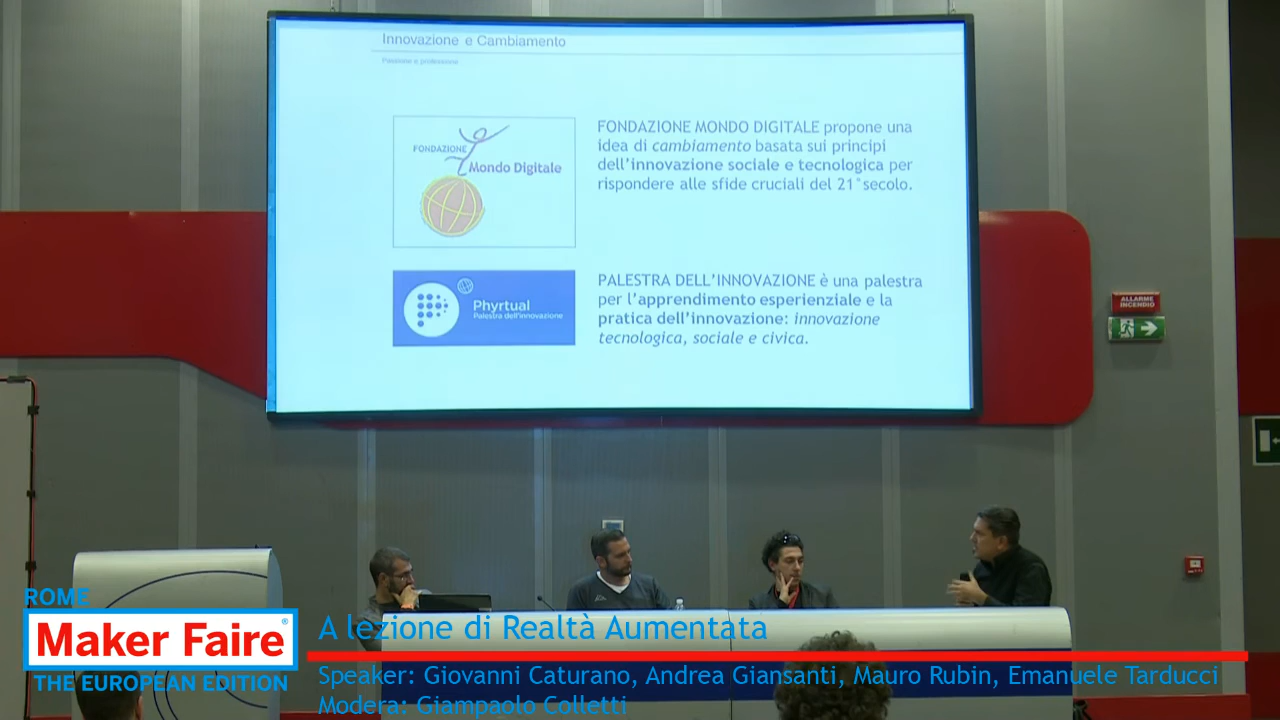 Innovazione e Cambiamento
Passione e professione
FONDAZIONE
Mondo Digitale
FONDAZIONE MONDO DIGITALE propone una
idea di cambiamento basata sui principi
dell'innovazione sociale e tecnologica per
rispondere alle sfide cruciali del 21°secolo.
Phyrtual
Palestra dell'innovazione
PALESTRA DELL'INNOVAZIONE è una palestra
per l'apprendimento esperienziale e la
pratica dell'innovazione: innovazione
tecnologica, sociale e civica.
ALLARME
INCENDIO
ROME
Maker Faire®
THE EUROPEAN EDITION
A lezione di Realtà Aumentata
Speaker: Giovanni Caturano, Andrea Giansanti, Mauro Rubin, Emanuele Tarducci
Modera: Giampaolo Colletti